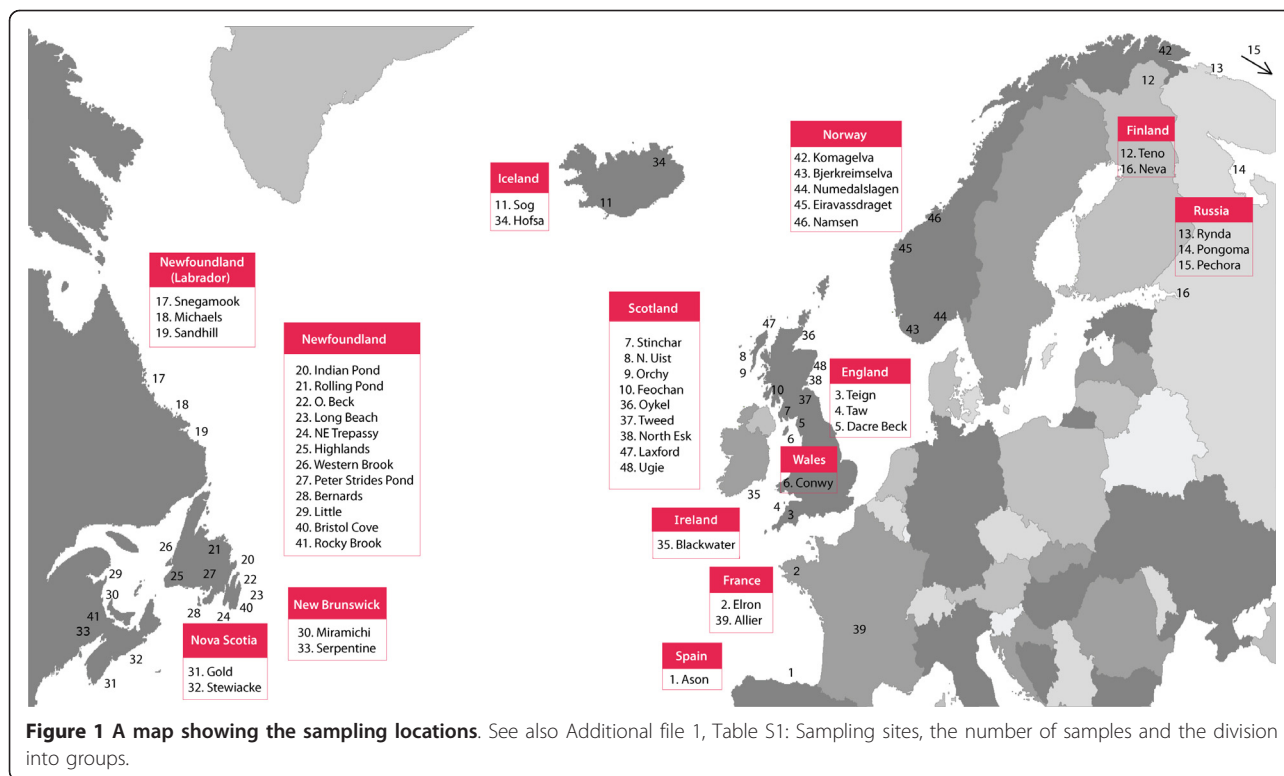 42
15
13
12
14
Norway
42. Komagelva
43. Bjerkreimselva
44. Numedalslagen
45. Eiravassdraget
46. Namsen
Finland
12. Teno
16. Neva
Iceland
11. Sog
34. Hofsa
34
11
Russia
13. Rynda
14. Pongoma
15. Pechora
46
45
43
44
16
Newfoundland
(Labrador)
17. Snegamook
18. Michaels
19. Sandhill
17
18
19
Newfoundland
20. Indian Pond
21. Rolling Pond
22. O. Beck
23. Long Beach
24. NE Trepassy
25. Highlands
26. Western Brook
27. Peter Strides Pond
28. Bernards
29. Little
40. Bristol Cove
41. Rocky Brook
Scotland
7. Stinchar
8. N. Uist
9. Orchy
10. Feochan
36. Oykel
37. Tweed
38. North Esk
47. Laxford
48. Ugie
47
36
8
9
48
38
10
37
7
5
6
England
3. Teign
4. Taw
5. Dacre Beck
Wales
6. Conwy
35
4
3
Ireland
35. Blackwater
26
21
20
29
25
27
22
30
23
41
28
24
40
33
32
31
New Brunswick
30. Miramichi
33. Serpentine
Nova Scotia
31. Gold
32. Stewiacke
2
France
2. Elron
39. Allier
39
Spain
1. Ason
1
Figure 1 A map showing the sampling locations. See also Additional file 1, Table S1: Sampling sites, the number of samples and the division
into groups.